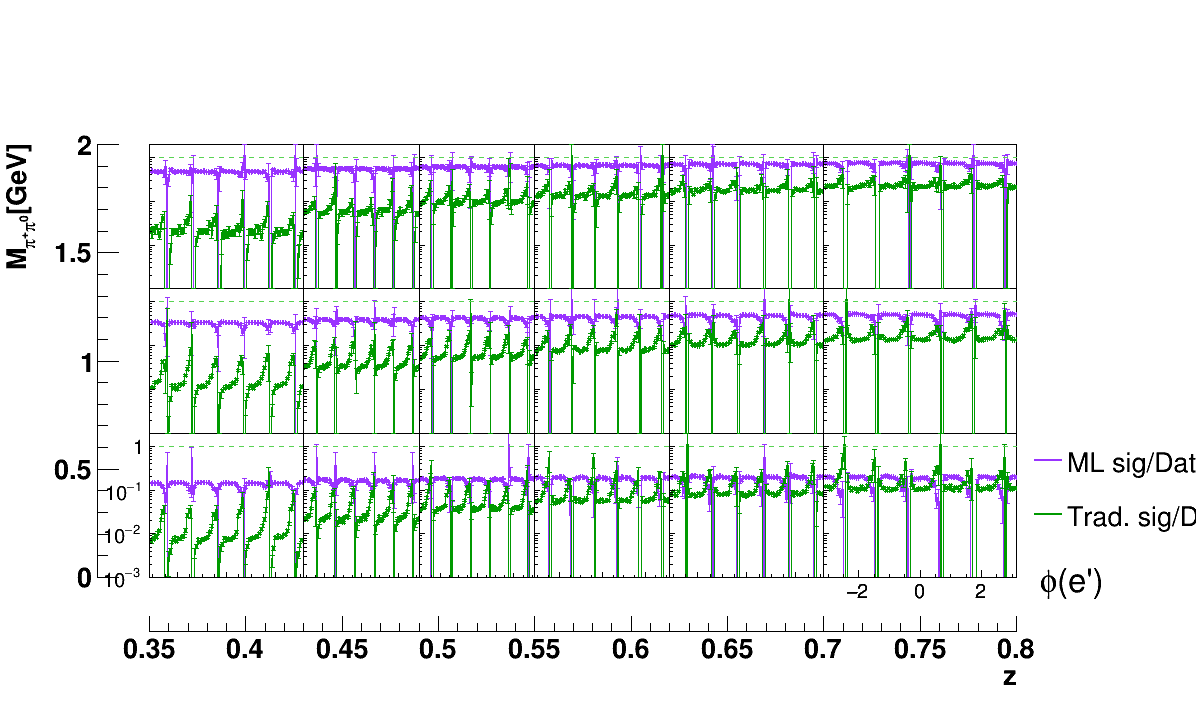 M_{π⁺π⁰}[GeV]
2
1.5
1
0.5
0
1
10⁻¹
10⁻²
10⁻³
ML sig/Dat
Trad. sig/D
−2 0 2
ϕ(e')
0.35 0.4 0.45 0.5 0.55 0.6 0.65 0.7 0.75 0.8
z